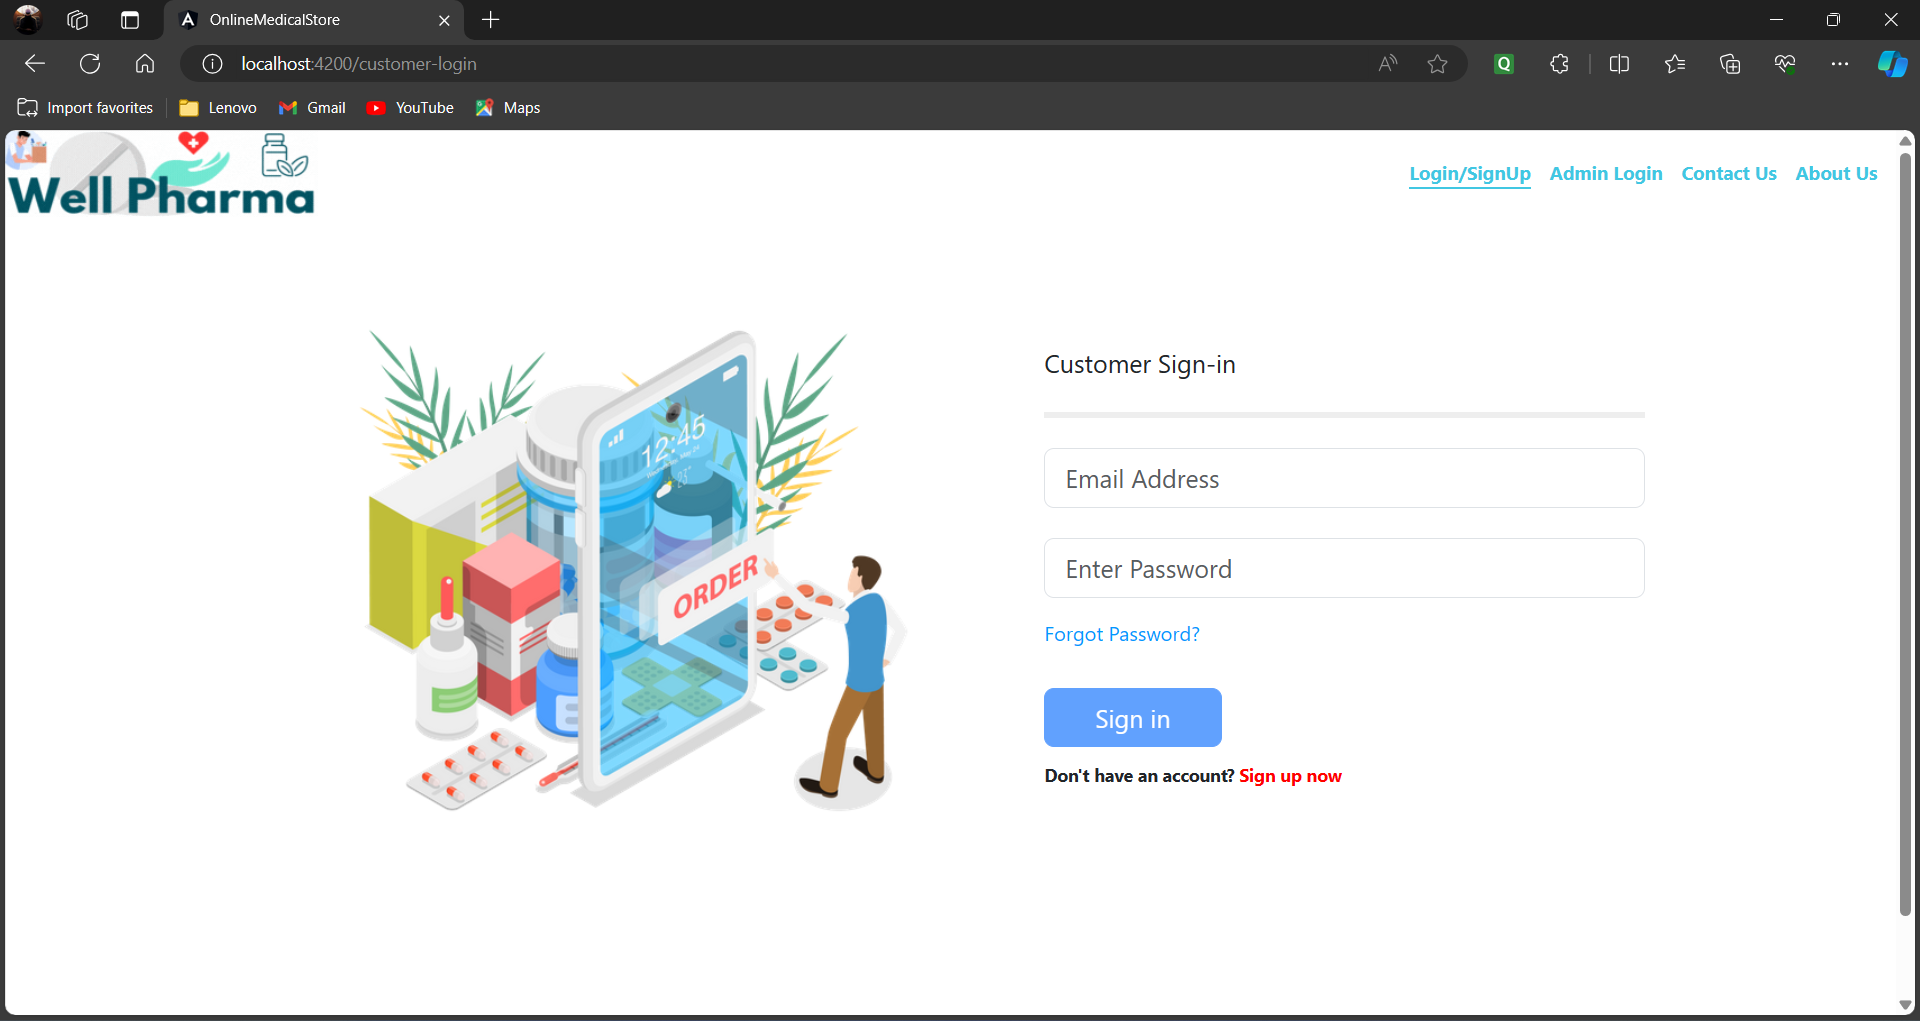 OnlineMedicalStore
localhost:4200/customer-login
Import favorites
Lenovo
Gmail
YouTube
Maps
Well Pharma
Login/SignUp
Admin Login
Contact Us
About Us
12:45
ORDER
Customer Sign-in
Email Address
Enter Password
Forgot Password?
Sign in
Don't have an account? Sign up now